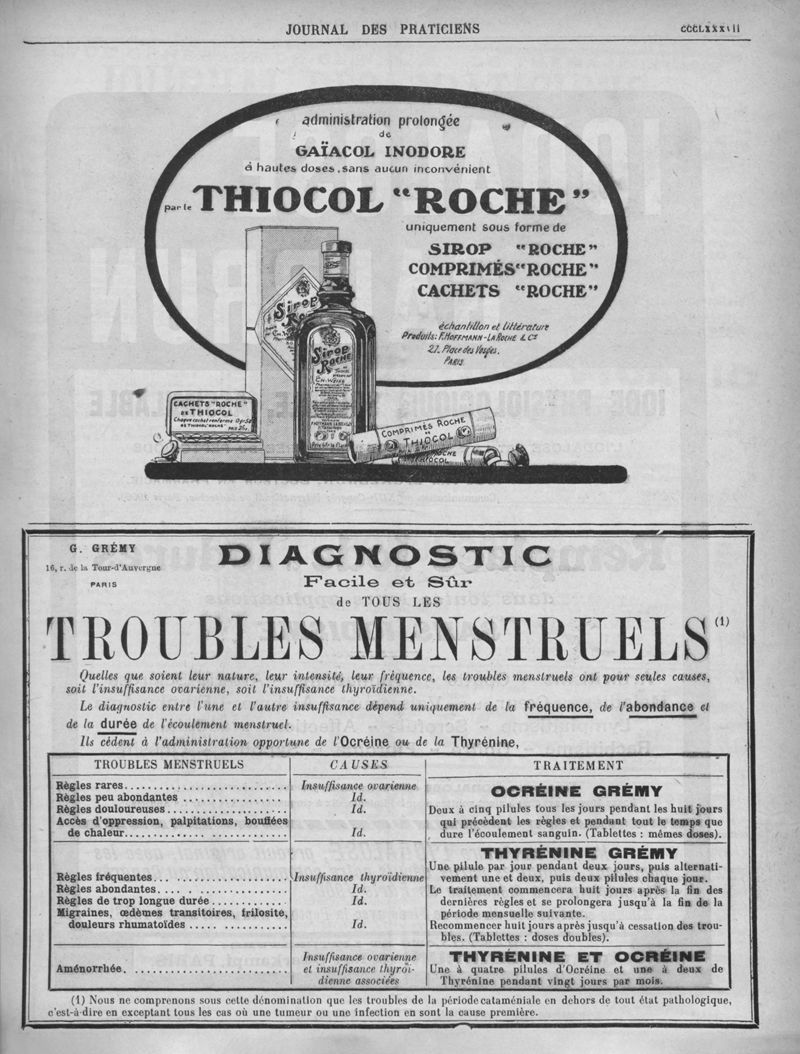 JOURNAL DES PRATICIENS
administration prolongée
de
GAÏACOL INODORE
à hautes doses, sans aucun inconvénient
par le THIOCOL "ROCHE"
uniquement sous forme de
SIROP "ROCHE"
COMPRIMÉS "ROCHE"
CACHETS "ROCHE"
échantillon et littérature
Produits: F. HOFFMANN-LA ROCHE & Cº
21, Place des Vosges.
PARIS
Sirop
Roche
Sirop
ROCHE
CACHETS "ROCHE"
DE THIOCOL
COMPRIMÉS ROCHE
"THIOCOL"
G. GRÉMY
16, r. de la Tour-d'Auvergne
PARIS
DIAGNOSTIC
Facile et Sûr
de TOUS LES
TROUBLES MENSTRUELS (1)
Quelles que soient leur nature, leur intensité, leur fréquence, les troubles menstruels ont pour seules causes,
soit l'insuffisance ovarienne, soit l'insuffisance thyroïdienne.
Le diagnostic entre l'une et l'autre insuffisance dépend uniquement de la fréquence, de l'abondance et
de la durée de l'écoulement menstruel.
Ils cèdent à l'administration opportune de l'Ocréine ou de la Thyrénine,
TROUBLES MENSTRUELS CAUSES TRAITEMENT
Règles rares Insuffisance ovarienne
Règles peu abondantes Id.
Règles douloureuses Id.
Accès d'oppression, palpitations, bouffées
de chaleur Id.
OCRÉINE GRÉMY
Deux à cinq pilules tous les jours pendant les huit jours
qui précèdent les règles et pendant tout le temps que
dure l'écoulement sanguin. (Tablettes : mêmes doses).
Règles fréquentes Insuffisance thyroïdienne
Règles abondantes Id.
Règles de trop longue durée Id.
Migraines, œdèmes transitoires, frilosité,
douleurs rhumatoïdes Id.
THYRÉNINE GRÉMY
Une pilule par jour pendant deux jours, puis alternati-
vement une et deux, puis deux pilules chaque jour.
Le traitement commencera huit jours après la fin des
dernières règles et se prolongera jusqu'à la fin de la
période mensuelle suivante.
Recommencer huit jours après jusqu'à cessation des trou-
bles. (Tablettes : doses doubles).
Aménorrhée. Insuffisance ovarienne
et insuffisance thyroï-
dienne associées
THYRÉNINE ET OCRÉINE
Une à quatre pilules d'Ocréine et une à deux de
Thyrénine pendant vingt jours par mois.
(1) Nous ne comprenons sous cette dénomination que les troubles de la période cataméniale en dehors de tout état pathologique,
c'est-à-dire en exceptant tous les cas où une tumeur ou une infection en sont la cause première.